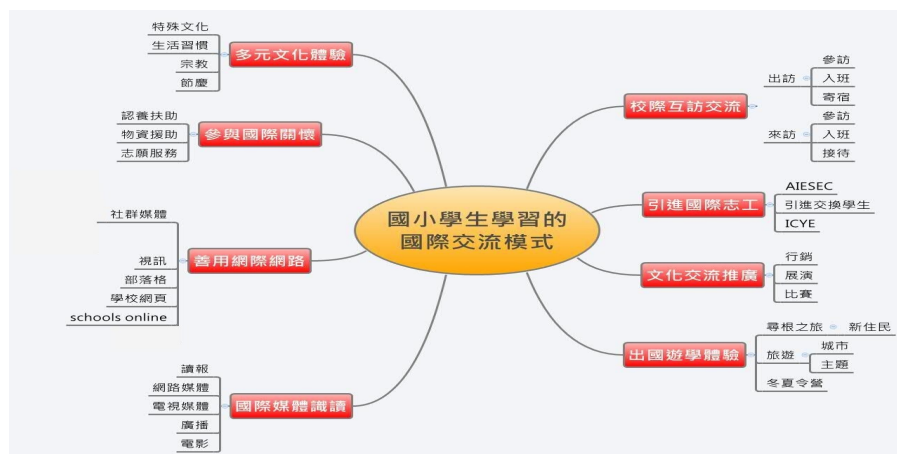 國小學生學習的
國際交流模式
多元文化體驗
特殊文化
生活習慣
宗教
節慶
參與國際關懷
認養扶助
物資援助
志願服務
善用網際網路
社群媒體
視訊
部落格
學校網頁
schools online
國際媒體識讀
讀報
網路媒體
電視媒體
廣播
電影
校際互訪交流
出訪
參訪
入班
寄宿
來訪
參訪
入班
接待
引進國際志工
AIESEC
引進交換學生
ICYE
文化交流推廣
行銷
展演
比賽
出國遊學體驗
尋根之旅
新住民
旅遊
城市
主題
冬夏令營